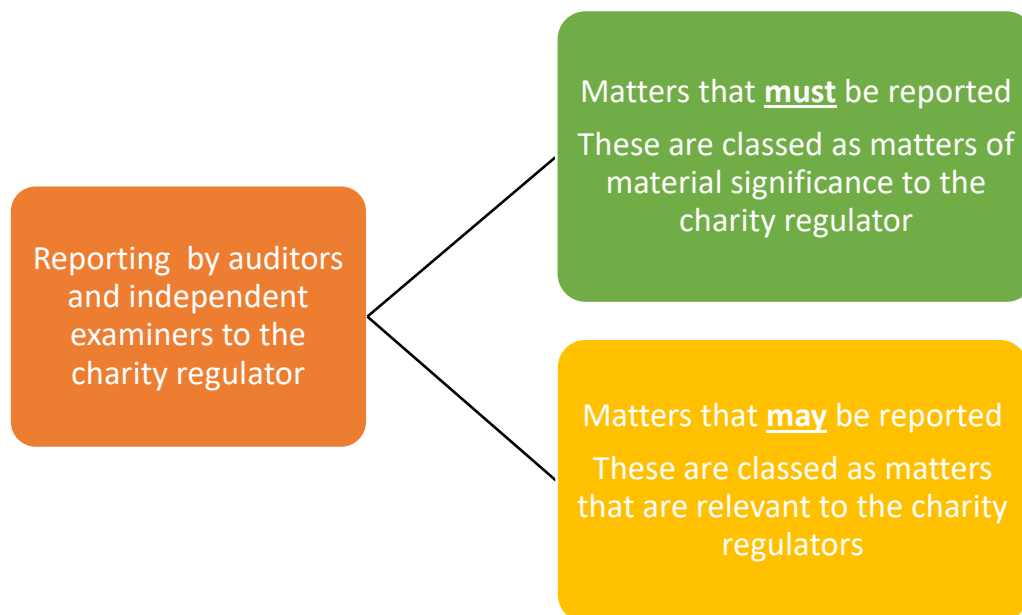 Reporting by auditors
and independent
examiners to the
charity regulator
Matters that must be reported
These are classed as matters of
material significance to the
charity regulator
Matters that may be reported
These are classed as matters
that are relevant to the charity
regulators